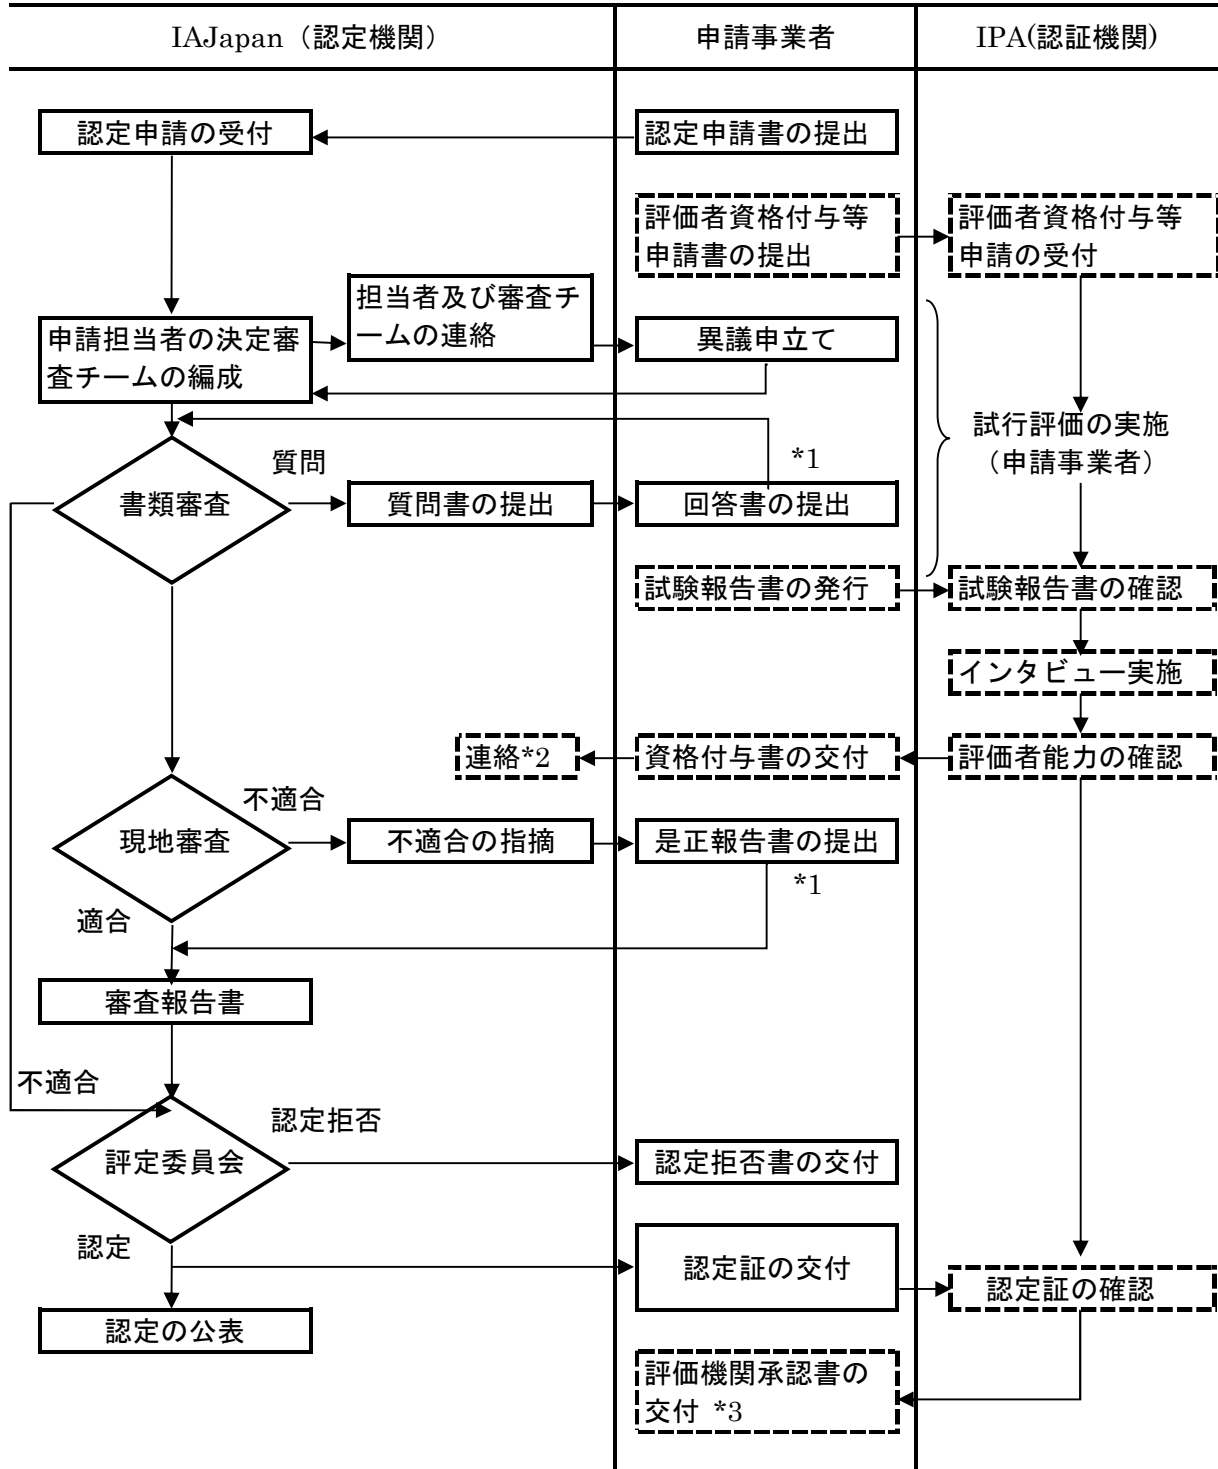 IAJapan（認定機関）
申請事業者
IPA(認証機関)
認定申請の受付
認定申請書の提出
評価者資格付与等
申請書の提出
評価者資格付与等
申請の受付
担当者及び審査チ
ームの連絡
申請担当者の決定審
査チームの編成
異議申立て
試行評価の実施
（申請事業者）
質問
*1
書類審査
質問書の提出
回答書の提出
試験報告書の発行
試験報告書の確認
インタビュー実施
連絡*2
資格付与書の交付
評価者能力の確認
不適合
現地審査
不適合の指摘
是正報告書の提出
*1
適合
審査報告書
不適合
認定拒否
評定委員会
認定拒否書の交付
認定
認定証の交付
認定証の確認
認定の公表
評価機関承認書の
交付 *3